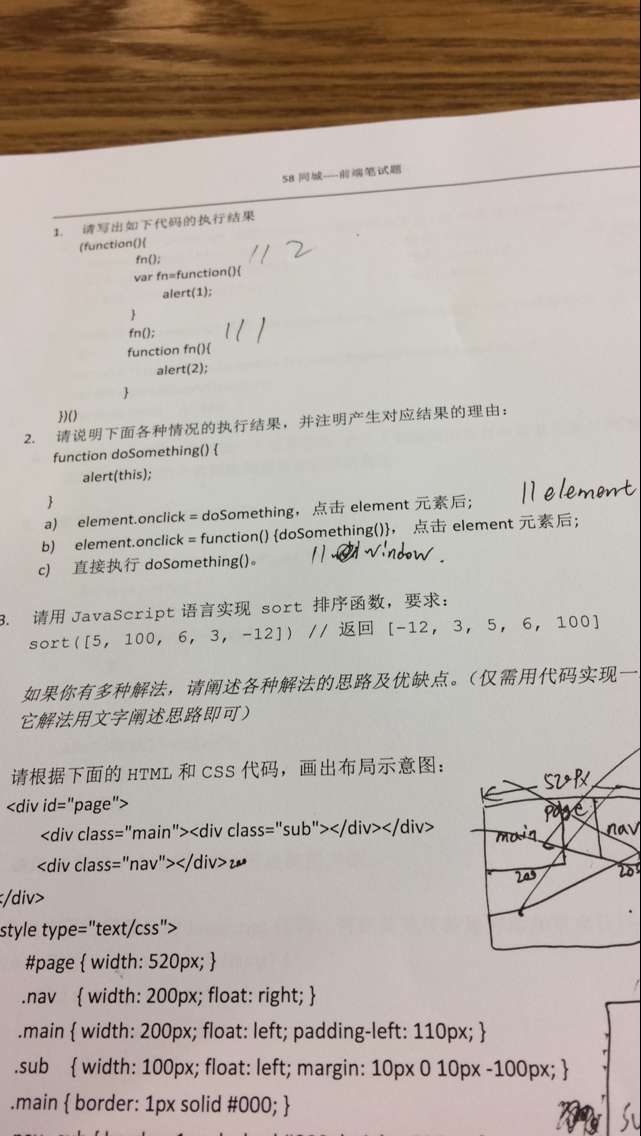 58 同城----前端笔试题
1. 请写出如下代码的执行结果
(function(){
fn(); // 2
var fn=function(){
alert(1);
}
fn(); // 1
function fn(){
alert(2);
}
})()
2. 请说明下面各种情况的执行结果，并注明产生对应结果的理由：
function doSomething() {
alert(this);
}
a) element.onclick = doSomething，点击 element 元素后； // element
b) element.onclick = function() {doSomething()}， 点击 element 元素后；
c) 直接执行 doSomething()。 // window.
3. 请用 JavaScript 语言实现 sort 排序函数，要求：
sort([5, 100, 6, 3, -12]) // 返回 [-12, 3, 5, 6, 100]
如果你有多种解法，请阐述各种解法的思路及优缺点。（仅需用代码实现一
它解法用文字阐述思路即可）
请根据下面的 HTML 和 CSS 代码，画出布局示意图：
520px
<div id="page">
page
<div class="main"><div class="sub"></div></div>
main nav
<div class="nav"></div> 200
200 20
</div>
style type="text/css">
#page { width: 520px; }
.nav { width: 200px; float: right; }
.main { width: 200px; float: left; padding-left: 110px; }
.sub { width: 100px; float: left; margin: 10px 0 10px -100px; }
.main { border: 1px solid #000; }